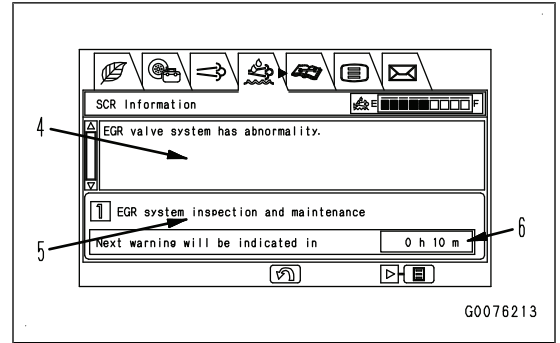 SCR Information
E F
4
EGR valve system has abnormality.
1 EGR system inspection and maintenance
5
Next warning will be indicated in 0 h 10 m
6
G0076213